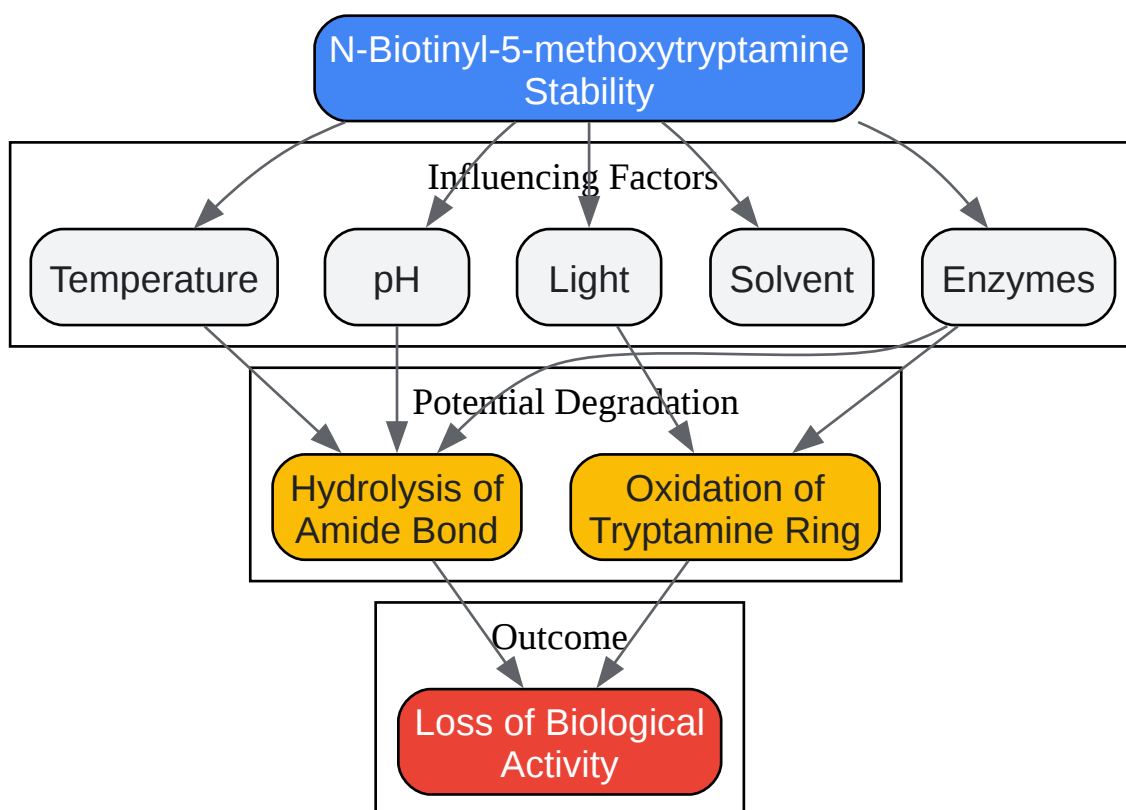 N-Biotinyl-5-methoxytryptamine
Stability
Influencing Factors
Temperature
pH
Light
Solvent
Enzymes
Potential Degradation
Hydrolysis of
Amide Bond
Oxidation of
Tryptamine Ring
Outcome
Loss of Biological
Activity